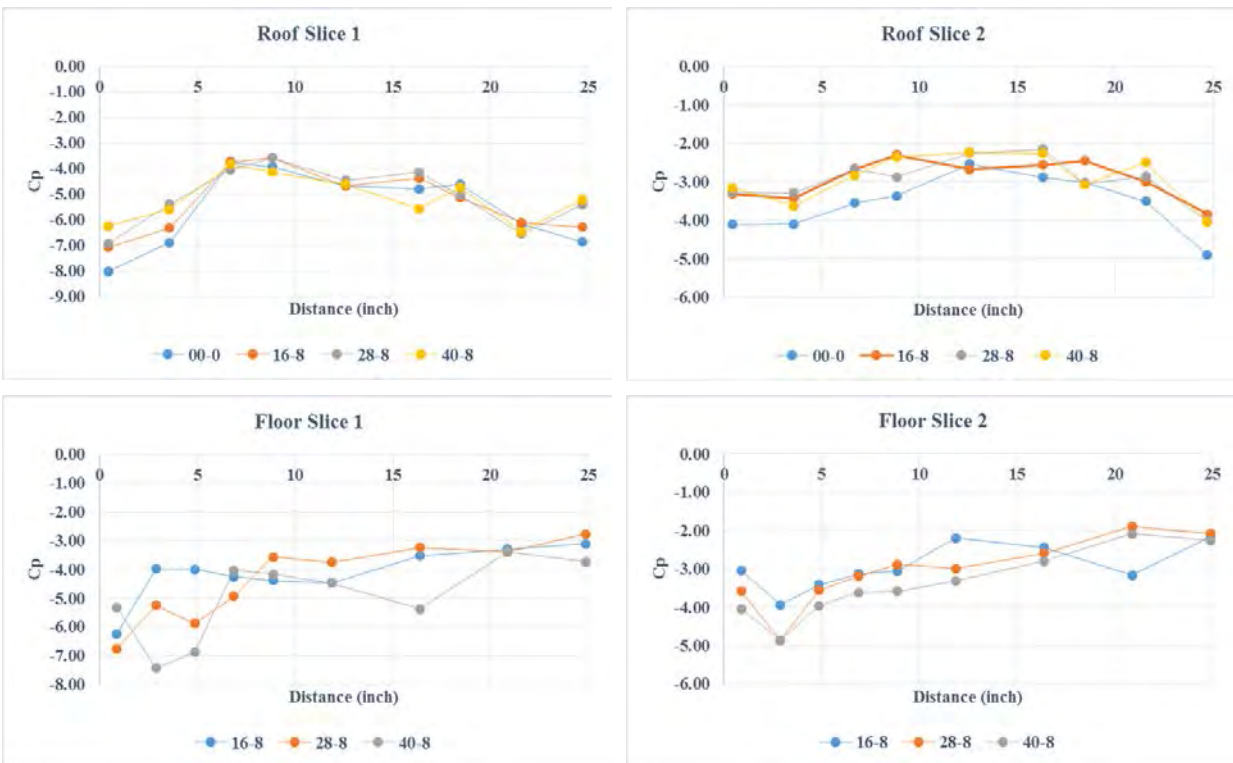 Roof Slice 1
0.00
0 5 10 15 20 25
-1.00
-2.00
-3.00
-4.00
-5.00
-6.00
-7.00
-8.00
-9.00
Cp
Distance (inch)
00-0 16-8 28-8 40-8
Roof Slice 2
0.00
0 5 10 15 20 25
-1.00
-2.00
-3.00
-4.00
-5.00
-6.00
Cp
Distance (inch)
00-0 16-8 28-8 40-8
Floor Slice 1
0.00
0 5 10 15 20 25
-1.00
-2.00
-3.00
-4.00
-5.00
-6.00
-7.00
-8.00
Cp
Distance (inch)
16-8 28-8 40-8
Floor Slice 2
0.00
0 5 10 15 20 25
-1.00
-2.00
-3.00
-4.00
-5.00
-6.00
Cp
Distance (inch)
16-8 28-8 40-8